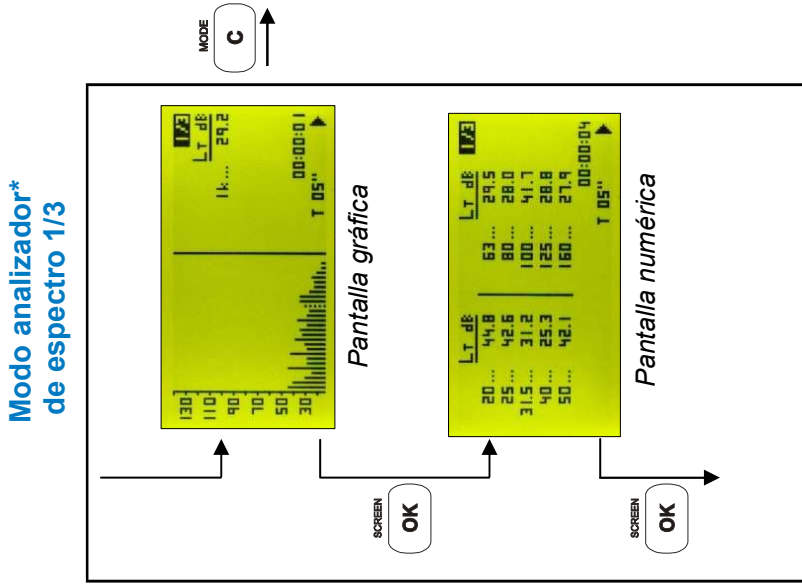 Modo analizador*
de espectro 1/3
MODE
C
130
110
90
70
50
30
1/3
LT dB
1k... 29.2
00:00:01
T 05"
Pantalla gráfica
SCREEN
OK
1/3
LT dB LT dB
20... 44.8 63... 29.5
25... 42.6 80... 28.0
31.5... 31.2 100... 41.7
40... 25.3 125... 28.8
50... 42.1 160... 27.9
00:00:04
T 05"
Pantalla numérica
SCREEN
OK